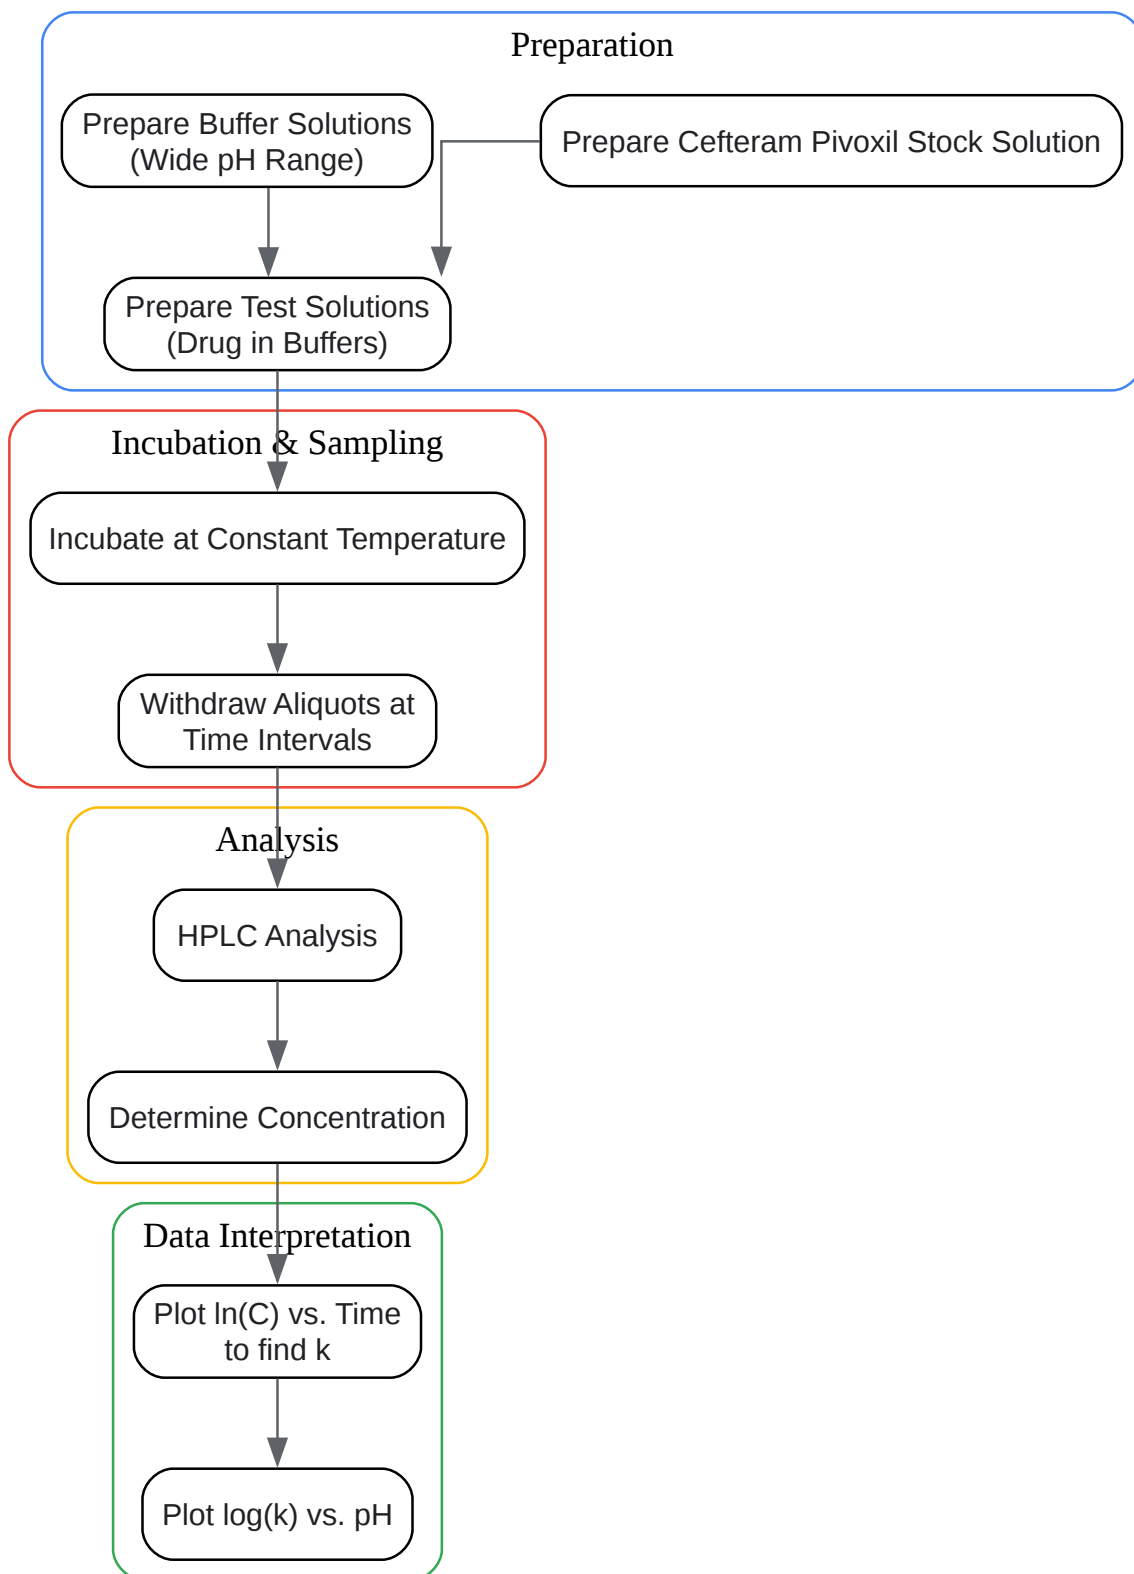 Preparation
Prepare Buffer Solutions
(Wide pH Range)
Prepare Cefteram Pivoxil Stock Solution
Prepare Test Solutions
(Drug in Buffers)
Incubation & Sampling
Incubate at Constant Temperature
Withdraw Aliquots at
Time Intervals
Analysis
HPLC Analysis
Determine Concentration
Data Interpretation
Plot ln(C) vs. Time
to find k
Plot log(k) vs. pH